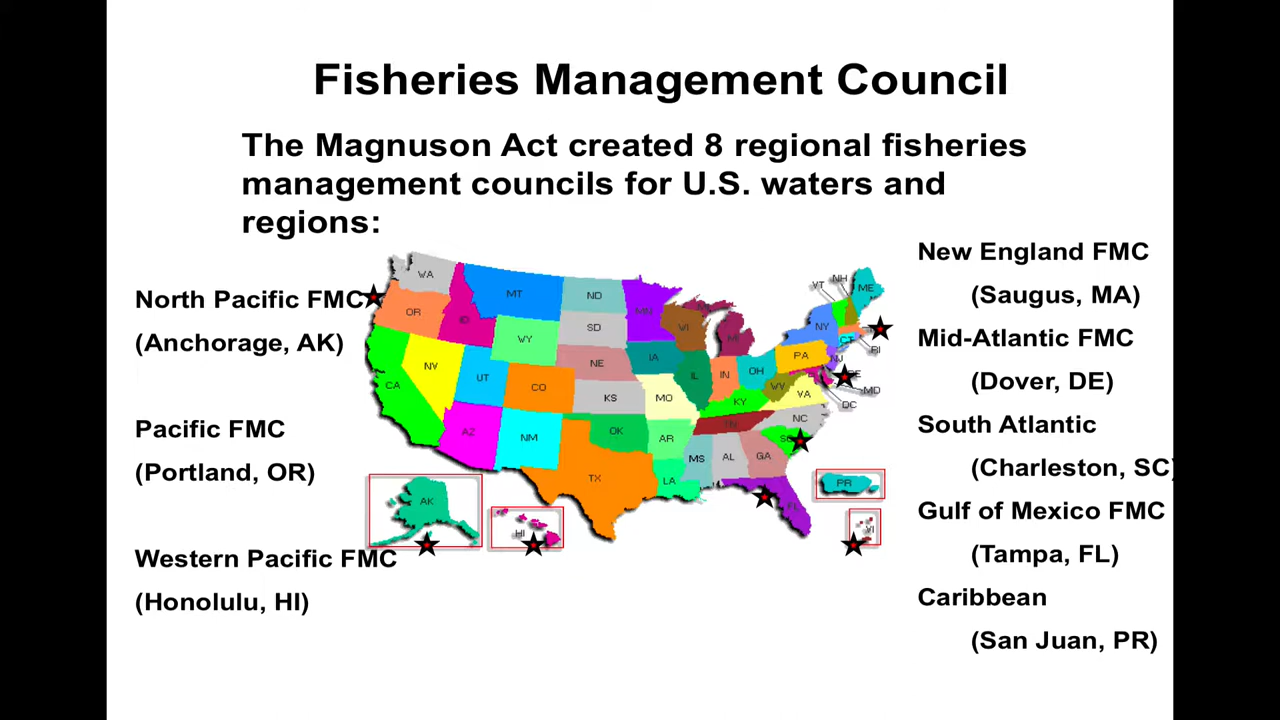 Fisheries Management Council
The Magnuson Act created 8 regional fisheries
management councils for U.S. waters and
regions:
North Pacific FMC
(Anchorage, AK)
Pacific FMC
(Portland, OR)
Western Pacific FMC
(Honolulu, HI)
New England FMC
(Saugus, MA)
Mid-Atlantic FMC
(Dover, DE)
South Atlantic
(Charleston, SC)
Gulf of Mexico FMC
(Tampa, FL)
Caribbean
(San Juan, PR)
WA
OR
ID
MT
ND
MN
WI
MI
VT
NH
ME
NY
CT
RI
SD
WY
NE
IA
PA
NJ
NV
CA
UT
CO
KS
MO
IL
IN
OH
WV
VA
MD
DC
KY
NC
TN
AZ
NM
OK
AR
MS
AL
GA
TX
LA
FL
AK
HI
PR
VI